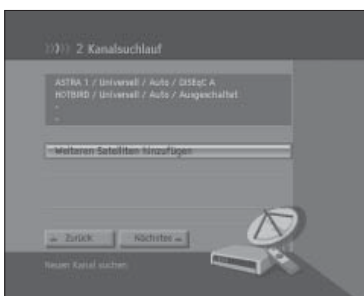 ))))) 2 Kanalsuchlauf
ASTRA 1 / Universell / Auto / DiSEqC A
HOTBIRD / Universell / Auto / Ausgeschaltet
-
-
Weiteren Satelliten hinzufügen
Zurück
Nächstes
Neuen Kanal suchen